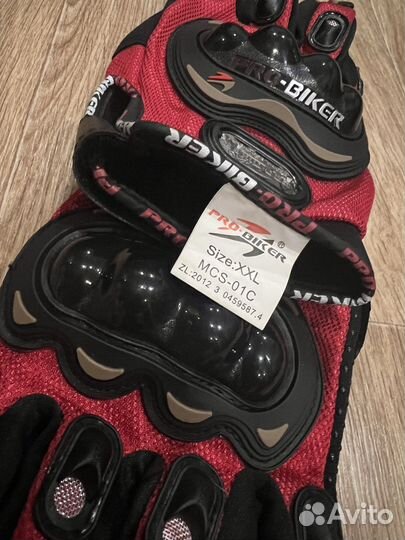 PRO-BIKER
PRO-BIKER
PRO-BIKER
PRO-BIKER
BIKER
PRO-BIKER®
Size:XXL
MCS-01C
ZL:2012 3 0459587.4
Avito